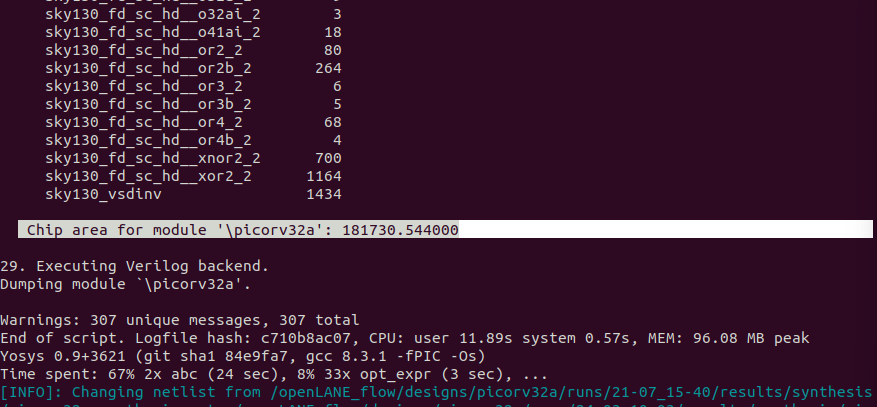 sky130_fd_sc_hd__o32ai_2 3
sky130_fd_sc_hd__o41ai_2 18
sky130_fd_sc_hd__or2_2 80
sky130_fd_sc_hd__or2b_2 264
sky130_fd_sc_hd__or3_2 6
sky130_fd_sc_hd__or3b_2 5
sky130_fd_sc_hd__or4_2 68
sky130_fd_sc_hd__or4b_2 4
sky130_fd_sc_hd__xnor2_2 700
sky130_fd_sc_hd__xor2_2 1164
sky130_vsdinv 1434
Chip area for module '\picorv32a': 181730.544000
29. Executing Verilog backend.
Dumping module `\picorv32a'.
Warnings: 307 unique messages, 307 total
End of script. Logfile hash: c710b8ac07, CPU: user 11.89s system 0.57s, MEM: 96.08 MB peak
Yosys 0.9+3621 (git sha1 84e9fa7, gcc 8.3.1 -fPIC -Os)
Time spent: 67% 2x abc (24 sec), 8% 33x opt_expr (3 sec), ...
[INFO]: Changing netlist from /openLANE_flow/designs/picorv32a/runs/21-07_15-40/results/synthesis